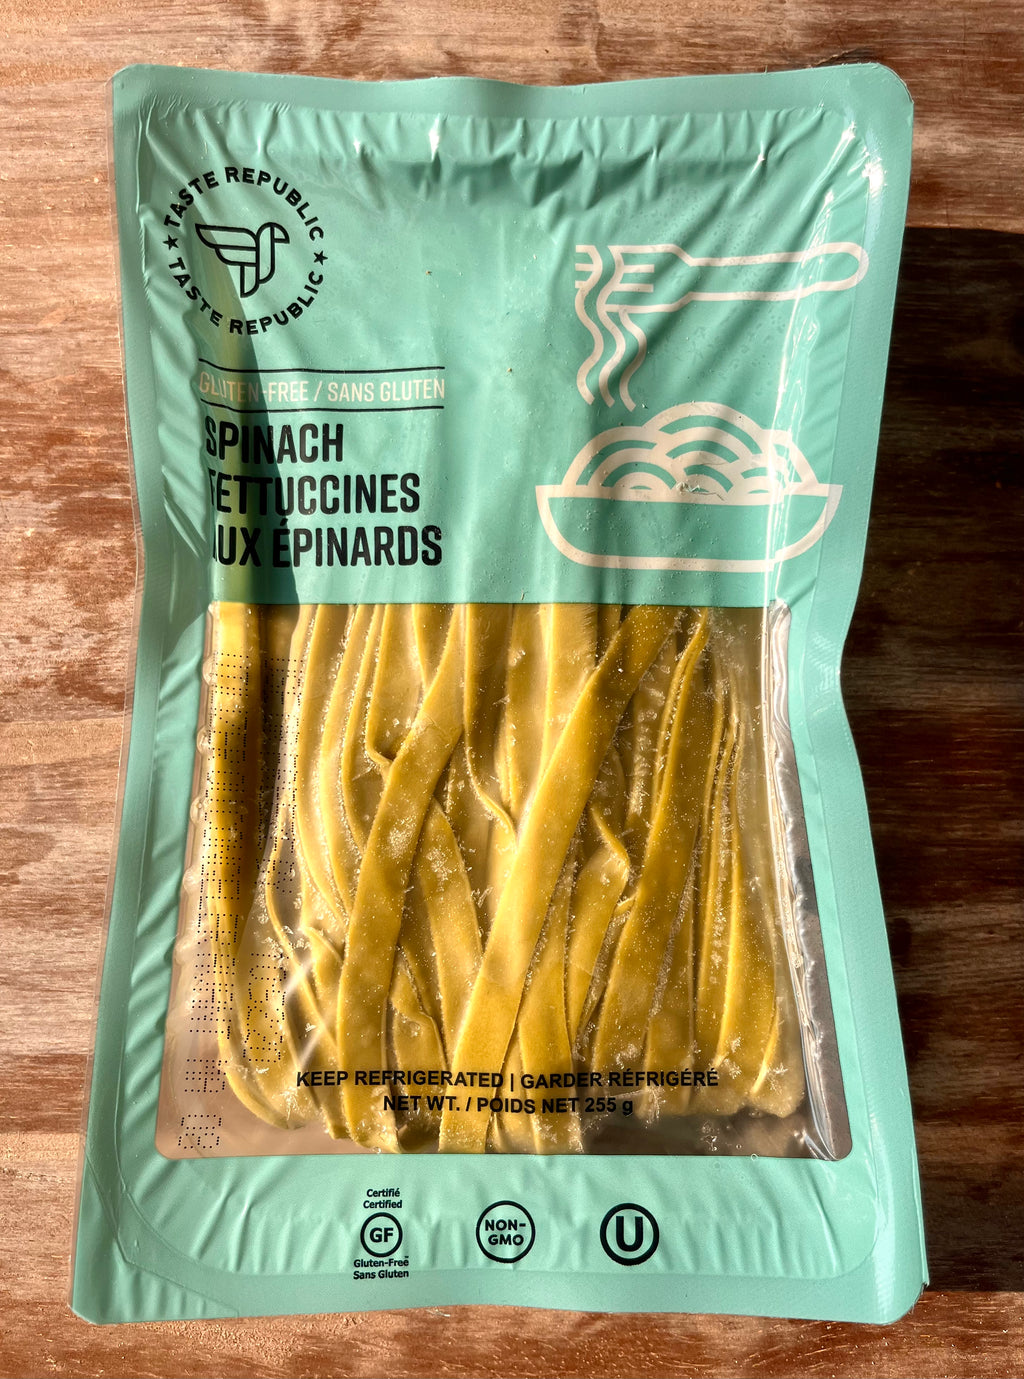 TASTE REPUBLIC
TASTE REPUBLIC
GLUTEN-FREE / SANS GLUTEN
SPINACH
FETTUCCINES
AUX ÉPINARDS
KEEP REFRIGERATED | GARDER RÉFRIGÉRÉ
NET WT. / POIDS NET 255 g
Certifié
Certified
GF
Gluten-Free
Sans Gluten
NON-
GMO
U